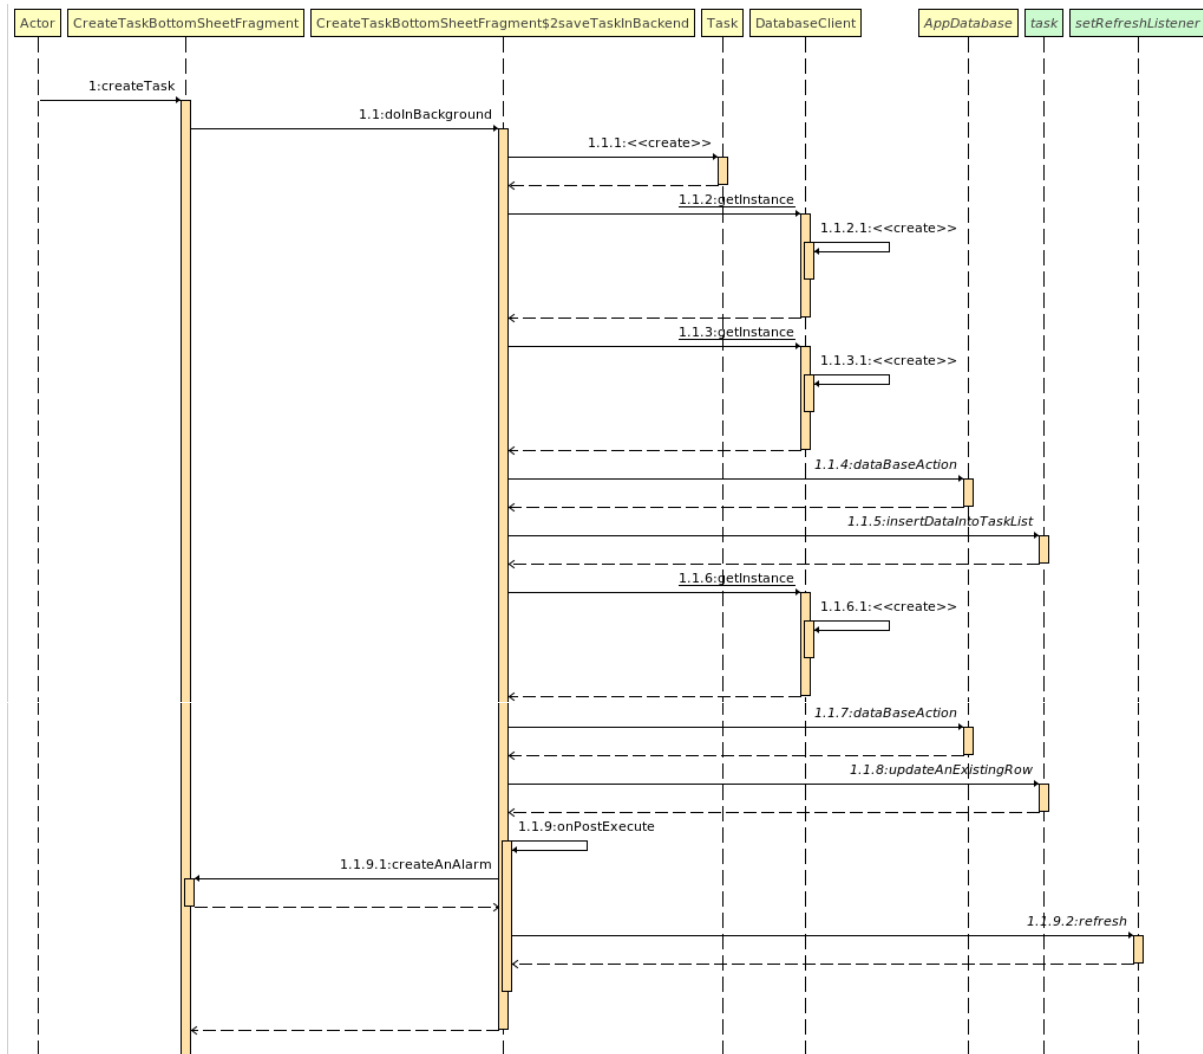 Actor
CreateTaskBottomSheetFragment
CreateTaskBottomSheetFragment$2saveTaskInBackend
Task
DatabaseClient
AppDatabase
task
setRefreshListener
1:createTask
1.1:doInBackground
1.1.1:<<create>>
1.1.2:getInstance
1.1.2.1:<<create>>
1.1.3:getInstance
1.1.3.1:<<create>>
1.1.4:dataBaseAction
1.1.5:insertDataIntoTaskList
1.1.6:getInstance
1.1.6.1:<<create>>
1.1.7:dataBaseAction
1.1.8:updateAnExistingRow
1.1.9:onPostExecute
1.1.9.1:createAnAlarm
1.1.9.2:refresh